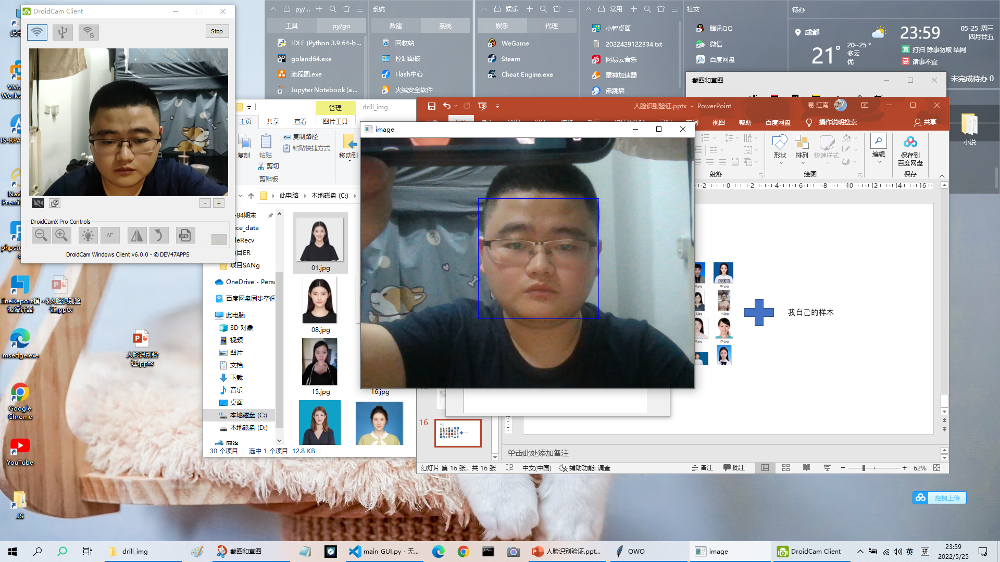 DroidCam Client
Stop
DroidCamX Pro Controls
AF
JPG
...
DroidCam Windows Client v6.0.0 - © DEV47APPS
py/...
系统
娱乐
常用
社交
待办
工具
py/go
数建
系统
娱乐
代理
IDLE (Python 3.9 64-b...
goland64.exe
流程图.exe
Jupyter Notebook (a...
回收站
控制面板
Flash中心
火绒安全软件
WeGame
Steam
Cheat Engine.exe
小智桌面
2022429122334.txt
网易云音乐
雷神加速器
佛跳墙
腾讯QQ
微信
百度网盘
成都
21°
20~25 °
多云
优
23:59
05-25 周三
四月廿五
宜 打扫 馀事勿取 结网
忌 诸事不宜
未完成待办 0
截图和草图
小说
管理
drill_img
主页
共享
查看
图片工具
复制
粘贴
复制路径
粘贴快捷方式
剪切
移动到
剪贴板
此电脑
本地磁盘 (C:)
-84期末
项目SANg
OneDrive - Pers
百度网盘同步空间
此电脑
3D 对象
视频
图片
文档
下载
音乐
桌面
本地磁盘 (C:)
本地磁盘 (D:)
网络
01.jpg
08.jpg
15.jpg
16.jpg
30 个项目
选中 1 个项目 12.8 KB
人脸识别验证.pptx - PowerPoint
易 江南
视图
帮助
百度网盘
操作说明搜索
共享
形状
排列
快速样式
编辑
保存到
百度网盘
段落
绘图
保存
image
07.jpg
14.jpg
21.jpg
我自己的样本
16
单击此处添加备注
幻灯片 第 16 张，共 16 张
中文(中国)
辅助功能: 调查
备注
批注
62%
拖拽上传
FineReport模
板设计器
~$人脸识别验
证.pptx
msedge.exe
人脸识别验
证.pptx
Google
Chrome
YouTube
JS
drill_img
截图和草图
main_GUI.py - 无...
人脸识别验证.ppt...
OWO
image
DroidCam Client
英
拼
23:59
2022/5/25